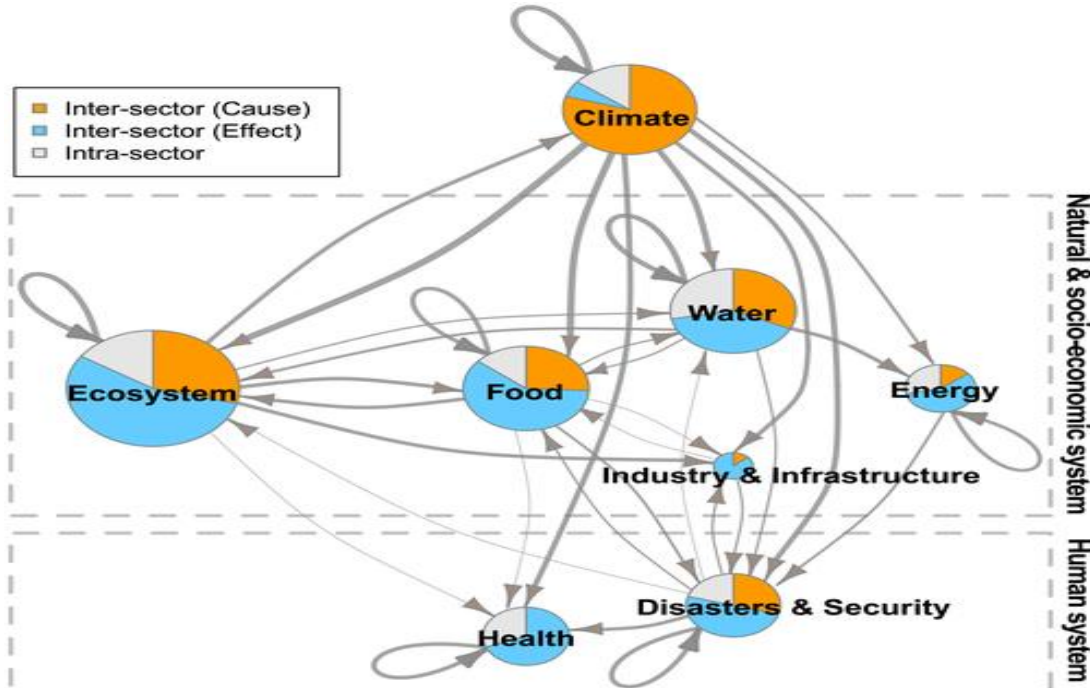 Climate
Inter-sector (Cause)
Inter-sector (Effect)
Intra-sector
Natural & socio-economic system
Water
Ecosystem
Food
Energy
Industry & Infrastructure
Human system
Disasters & Security
Health